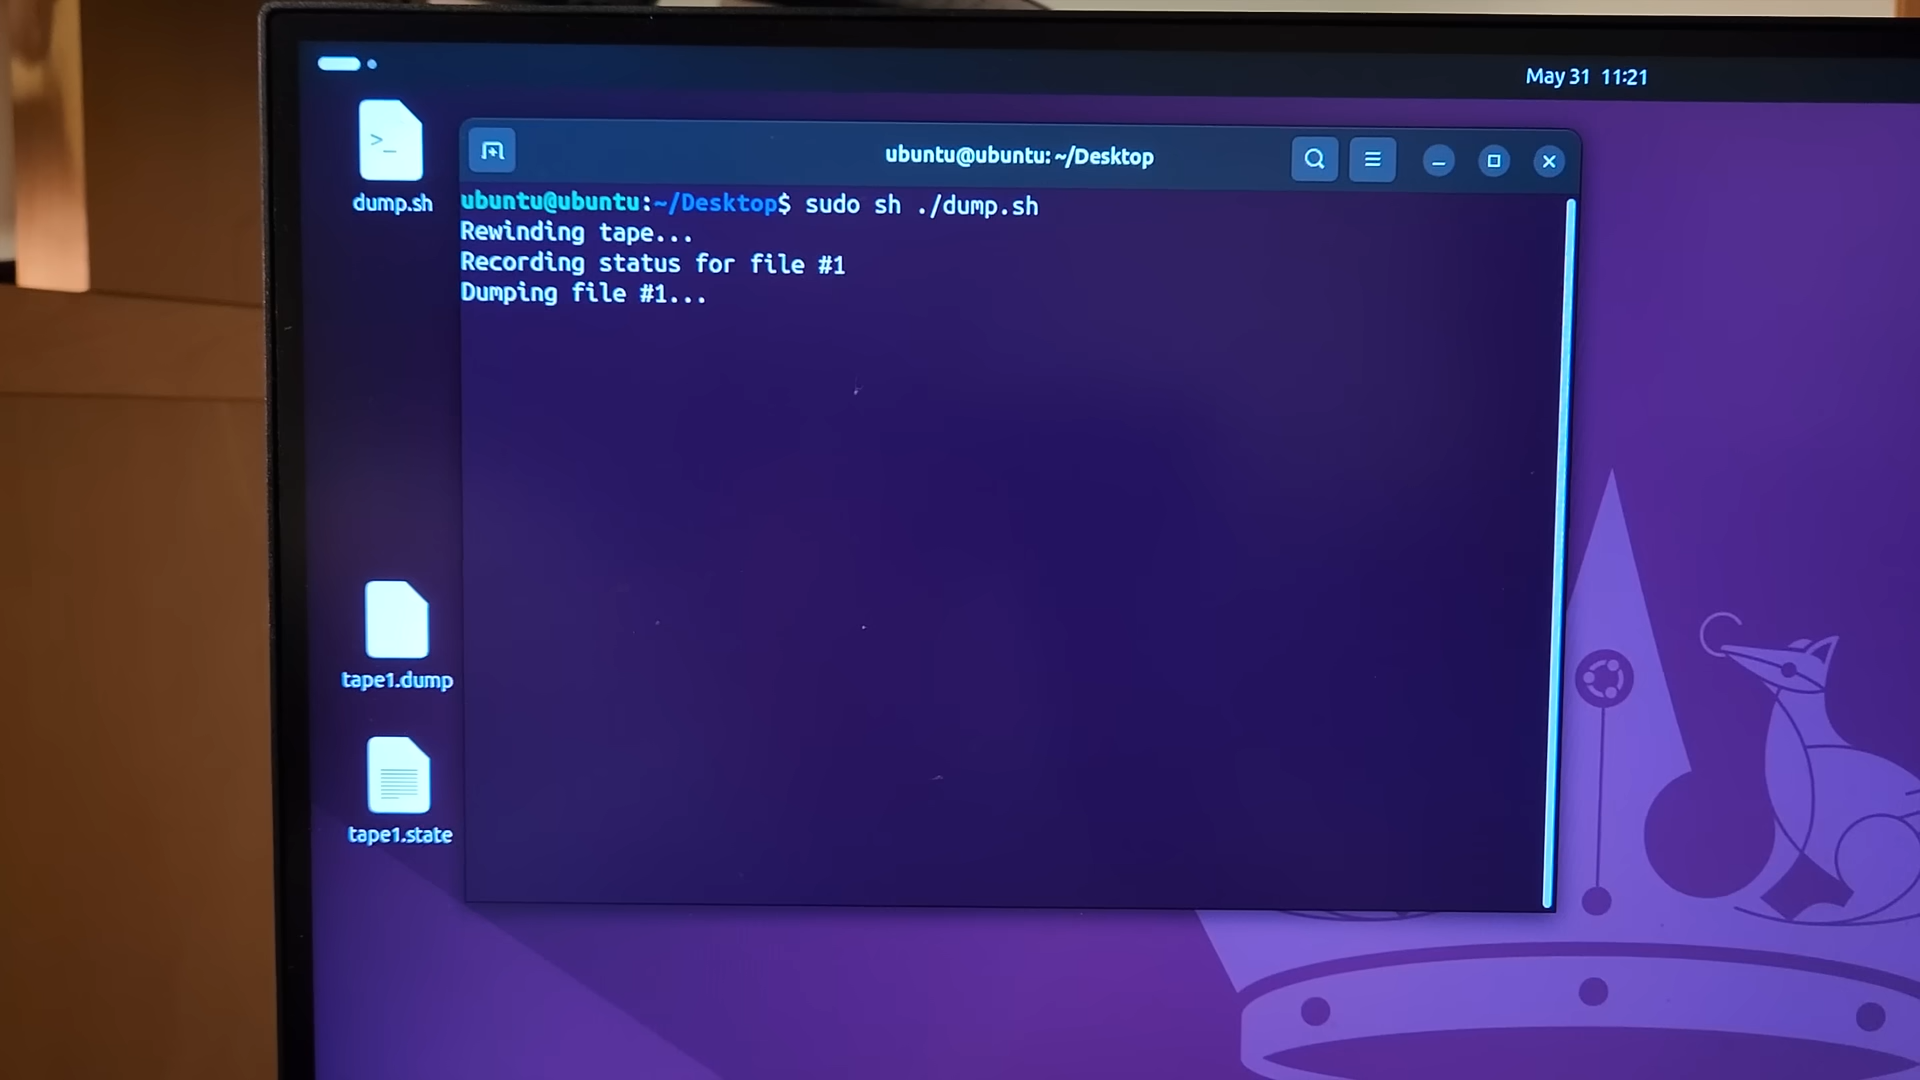 May 31 11:21
dump.sh
ubuntu@ubuntu: ~/Desktop
ubuntu@ubuntu:~/Desktop$ sudo sh ./dump.sh
Rewinding tape...
Recording status for file #1
Dumping file #1...
tape1.dump
tape1.state